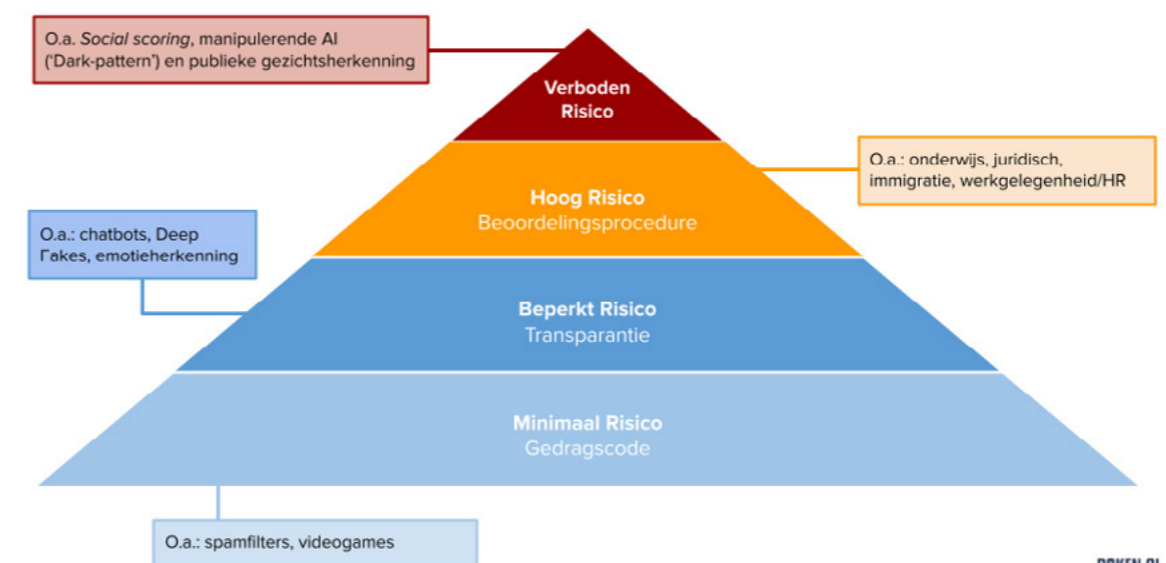 O.a. Social scoring, manipulerende AI
('Dark-pattern') en publieke gezichtsherkenning
Verboden
Risico
O.a.: onderwijs, juridisch,
immigratie, werkgelegenheid/HR
Hoog Risico
Beoordelingsprocedure
O.a.: chatbots, Deep
Fakes, emotieherkenning
Beperkt Risico
Transparantie
Minimaal Risico
Gedragscode
O.a.: spamfilters, videogames